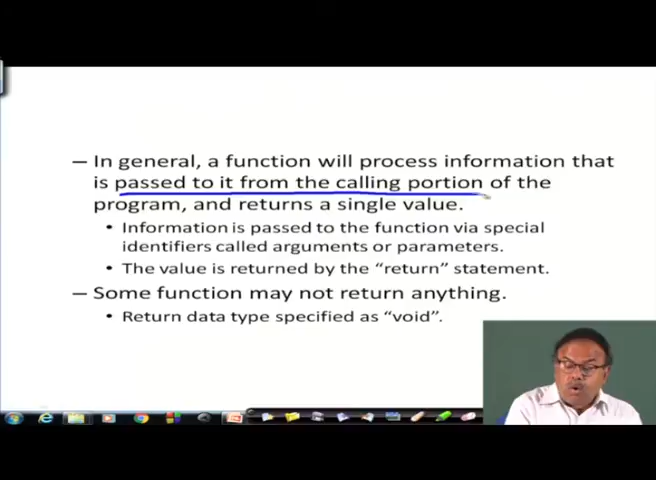 – In general, a function will process information that
is passed to it from the calling portion of the
program, and returns a single value.
• Information is passed to the function via special
identifiers called arguments or parameters.
• The value is returned by the “return” statement.
– Some function may not return anything.
• Return data type specified as “void”.